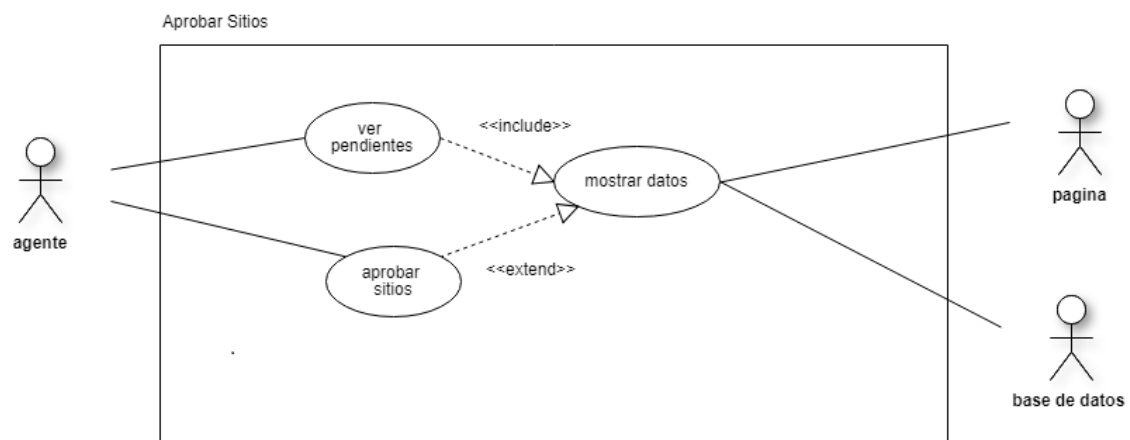 Aprobar Sitios
ver
pendientes
<<include>>
mostrar datos
pagina
agente
aprobar
sitios
<<extend>>
base de datos